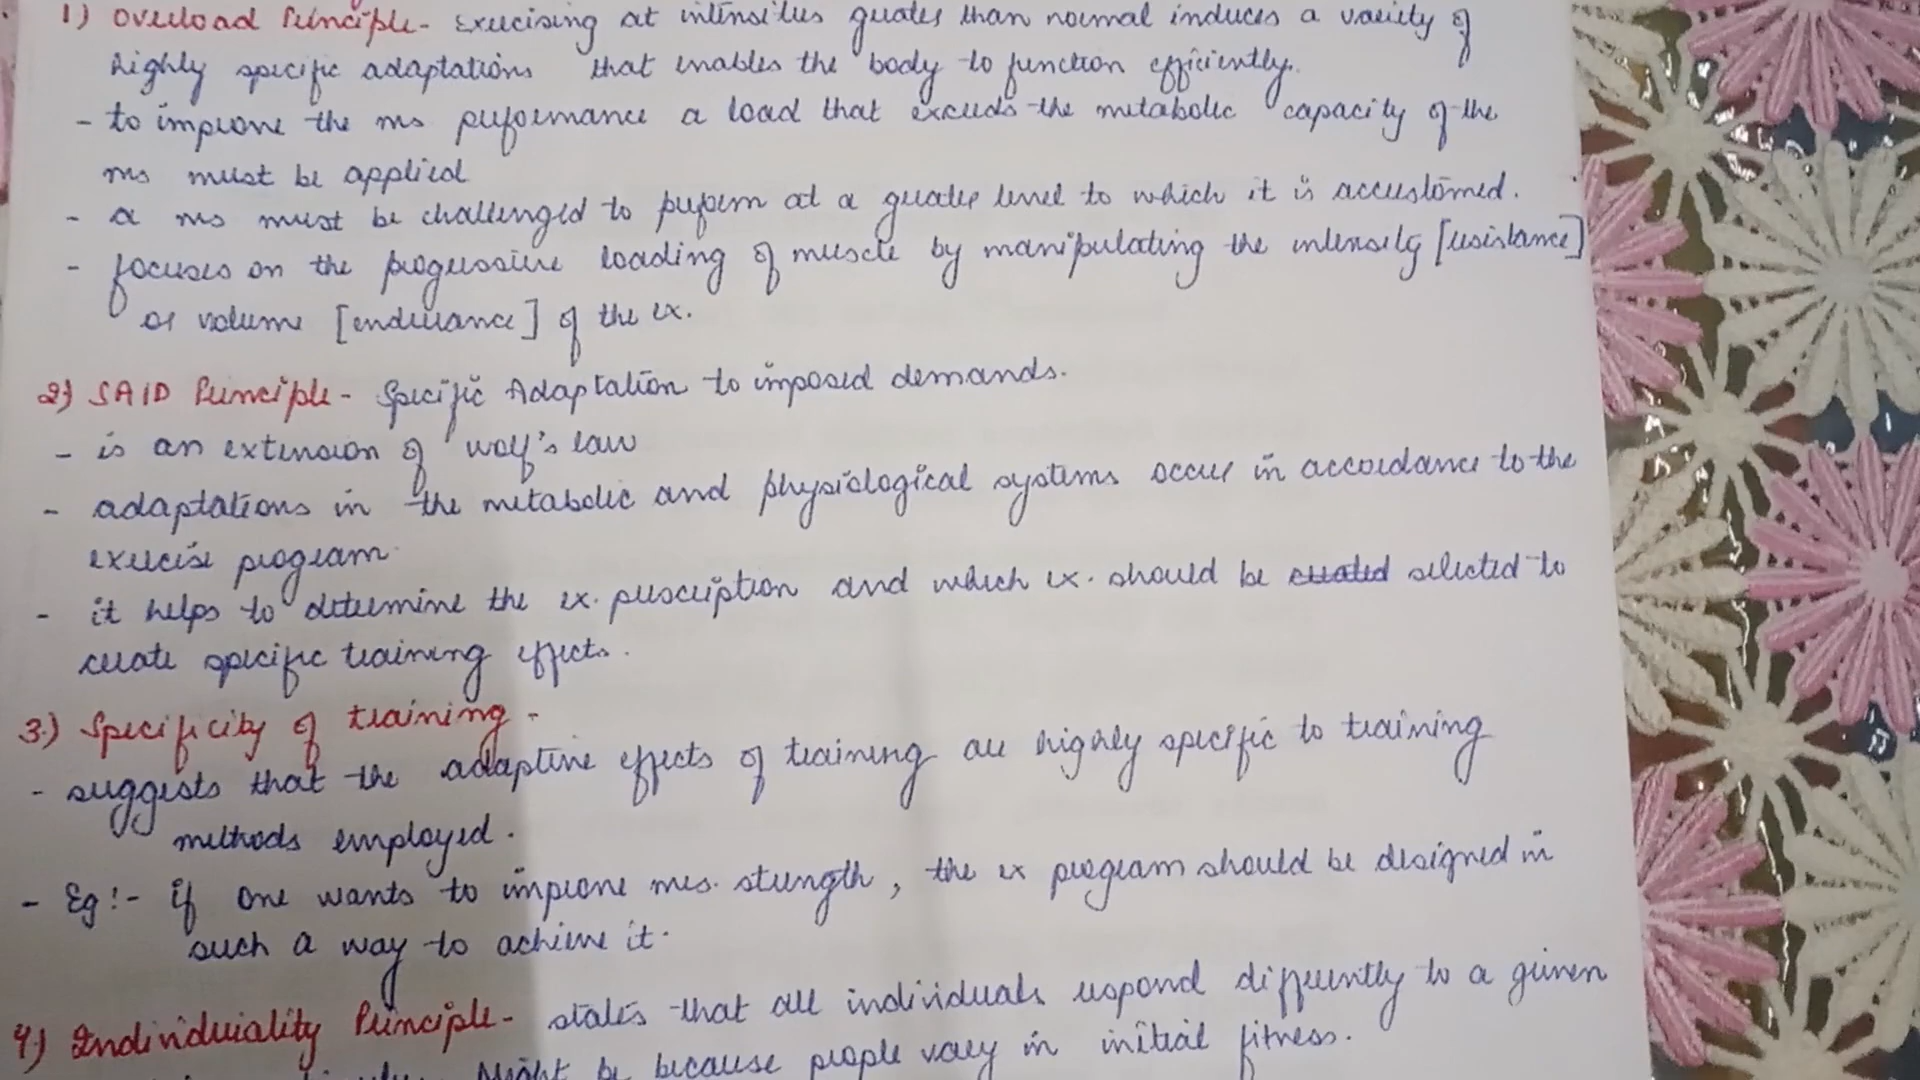 1) Overload Principle- Exercising at intensities greater than normal induces a variety of
highly specific adaptations that enables the body to function efficiently.
- to improve the ms performance a load that exceeds the metabolic capacity of the
ms must be applied
- a ms must be challenged to perform at a greater level to which it is accustomed.
- focuses on the progressive loading of muscle by manipulating the intensity [resistance]
or volume [endurance] of the ex.
2) SAID Principle- Specific Adaptation to imposed demands.
- is an extension of wolf's law
- adaptations in the metabolic and physiological systems occur in accordance to the
exercise program
- it helps to determine the ex. prescription and which ex. should be created selected to
create specific training effects.
3.) Specificity of training-
- suggests that the adaptive effects of training are highly specific to training
methods employed.
- Eg:- if one wants to improve mus. strength, the ex program should be designed in
such a way to achieve it.
4.) Individuiality Principle- states that all individuals respond differently to a given
might be because people vary in initial fitness.